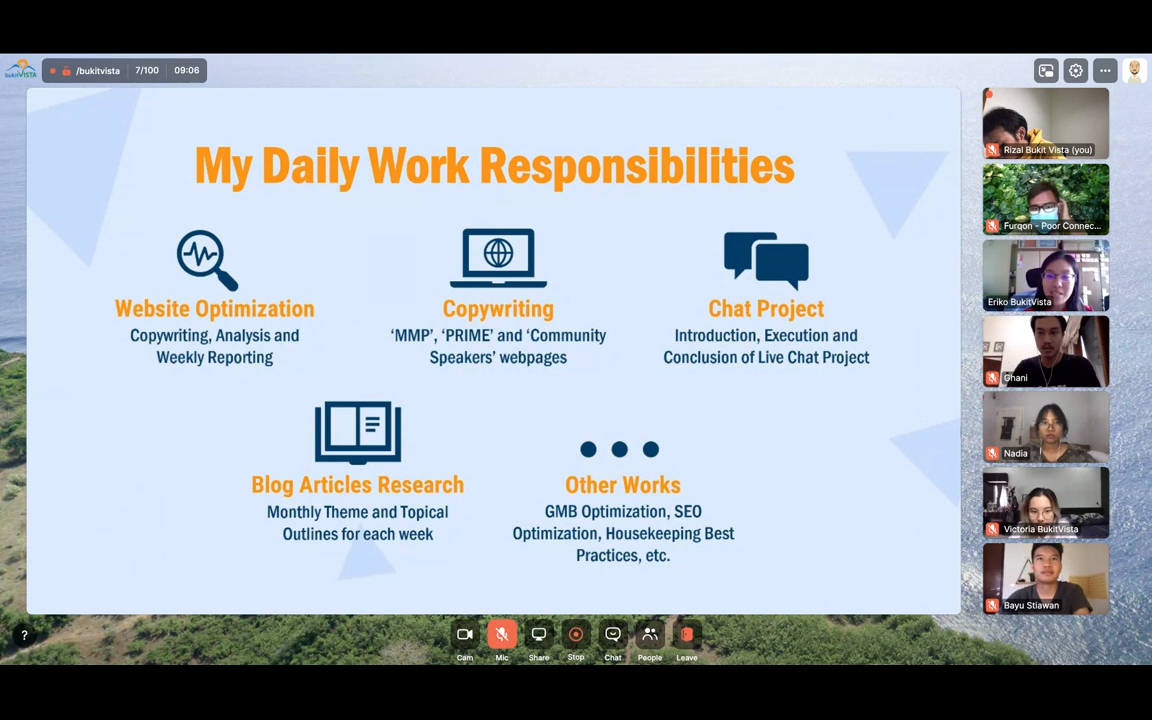 bukitVISTA
/bukitvista
7/100
09:06
My Daily Work Responsibilities
Website Optimization
Copywriting, Analysis and
Weekly Reporting
Copywriting
‘MMP’, ‘PRIME’ and ‘Community
Speakers’ webpages
Chat Project
Introduction, Execution and
Conclusion of Live Chat Project
Blog Articles Research
Monthly Theme and Topical
Outlines for each week
Other Works
GMB Optimization, SEO
Optimization, Housekeeping Best
Practices, etc.
Rizal Bukit Vista (you)
Furqon - Poor Connec...
Eriko BukitVista
Ghani
Nadia
Victoria BukitVista
Bayu Stiawan
?
Cam
Mic
Share
Stop
Chat
People
Leave